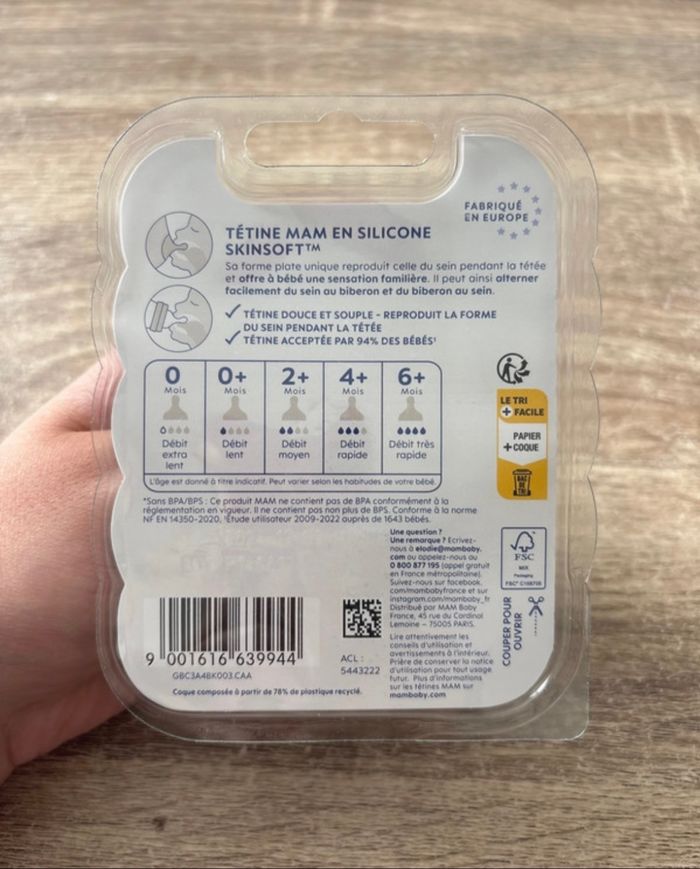 FABRIQUÉ
EN EUROPE
TÉTINE MAM EN SILICONE
SKINSOFT™
Sa forme plate unique reproduit celle du sein pendant la tétée
et offre à bébé une sensation familière. Il peut ainsi alterner
facilement du sein au biberon et du biberon au sein.
TÉTINE DOUCE ET SOUPLE - REPRODUIT LA FORME
DU SEIN PENDANT LA TÉTÉE
TÉTINE ACCEPTÉE PAR 94% DES BÉBÉS¹
0
Mois
Débit
extra
lent
0+
Mois
Débit
lent
2+
Mois
Débit
moyen
4+
Mois
Débit
rapide
6+
Mois
Débit très
rapide
L'âge est donné à titre indicatif. Peut varier selon les habitudes de votre bébé.
LE TRI
+ FACILE
PAPIER
+ COQUE
BAC
DE
TRI
*Sans BPA/BPS : Ce produit MAM ne contient pas de BPA conformément à la
réglementation en vigueur. Il ne contient pas non plus de BPS. Conforme à la norme
NF EN 14350-2020. ¹Étude utilisateur 2009-2022 auprès de 1643 bébés.
Une question ?
Une remarque ? Écrivez-
nous à elodie@mambaby.
com ou appelez-nous au
0 800 877 195 (appel gratuit
en France métropolitaine).
Suivez-nous sur facebook.
com/mambabyfrance et sur
instagram.com/mambaby_fr
Distribué par MAM Baby
France, 45 rue du Cardinal
Lemoine – 75005 PARIS.
Lire attentivement les
conseils d'utilisation et
avertissements à l'intérieur.
Prière de conserver la notice
d'utilisation pour tout usage
futur. Plus d'informations
sur les tétines MAM sur
mambaby.com
FSC
MIX
Packaging
COUPER POUR
OUVRIR
9 001616 639944
GBC3A4BK003.CAA
ACL :
5443222
Coque composée à partir de 78% de plastique recyclé.